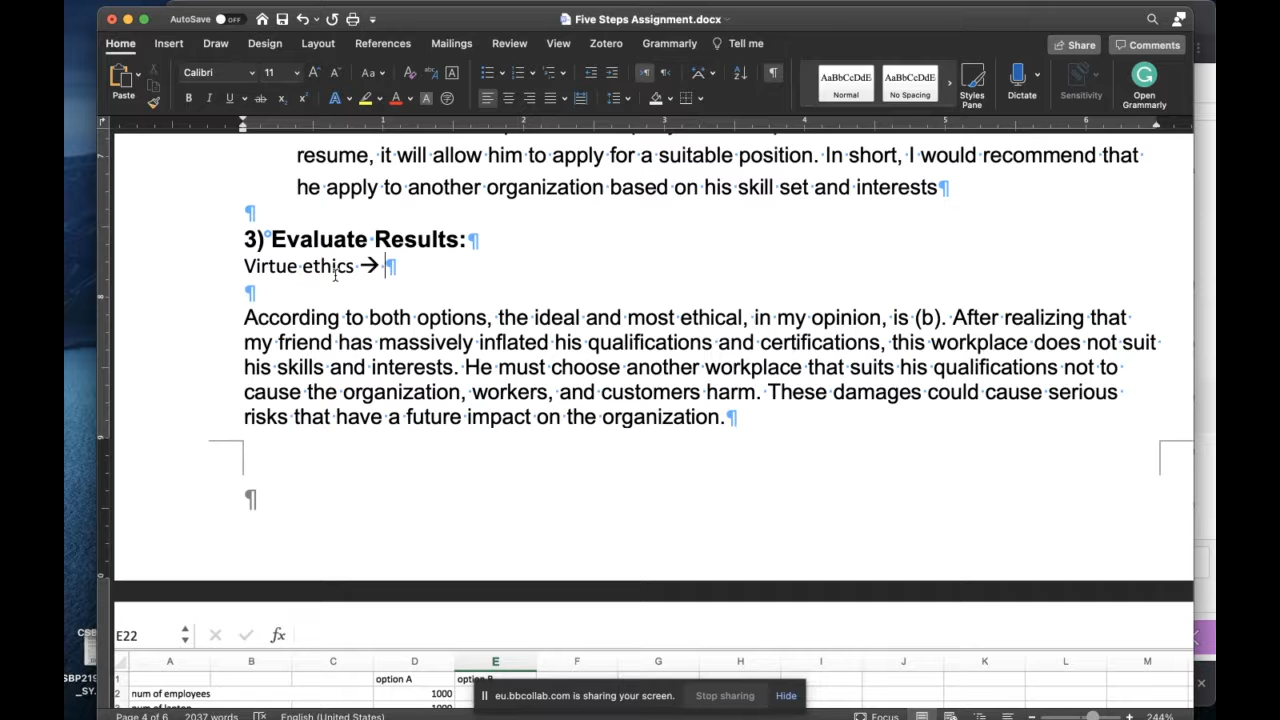 AutoSave OFF
Five Steps Assignment.docx
Home Insert Draw Design Layout References Mailings Review View Zotero Grammarly Tell me
Share Comments
Paste
Calibri 11
AaBbCcDdE AaBbCcDdE
Normal No Spacing
Styles Pane
Dictate
Sensitivity
Open Grammarly
1 2 3 4 5 6
resume, it will allow him to apply for a suitable position. In short, I would recommend that
he apply to another organization based on his skill set and interests¶
¶
3) Evaluate Results:¶
Virtue ethics → ¶
¶
According to both options, the ideal and most ethical, in my opinion, is (b). After realizing that
my friend has massively inflated his qualifications and certifications, this workplace does not suit
his skills and interests. He must choose another workplace that suits his qualifications not to
cause the organization, workers, and customers harm. These damages could cause serious
risks that have a future impact on the organization.¶
¶
E22 fx
A B C D E F G H I J K L M
1 option A
2 num of employees 1000
eu.bbcollab.com is sharing your screen. Stop sharing Hide
Page 4 of 6 2037 words English (United States) Focus 244%